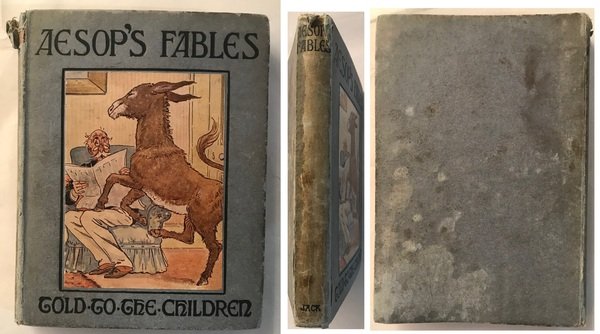 AESOP'S FABLES
TOLD·TO·THE·CHILDREN
AESOP'S
FABLES
JACK